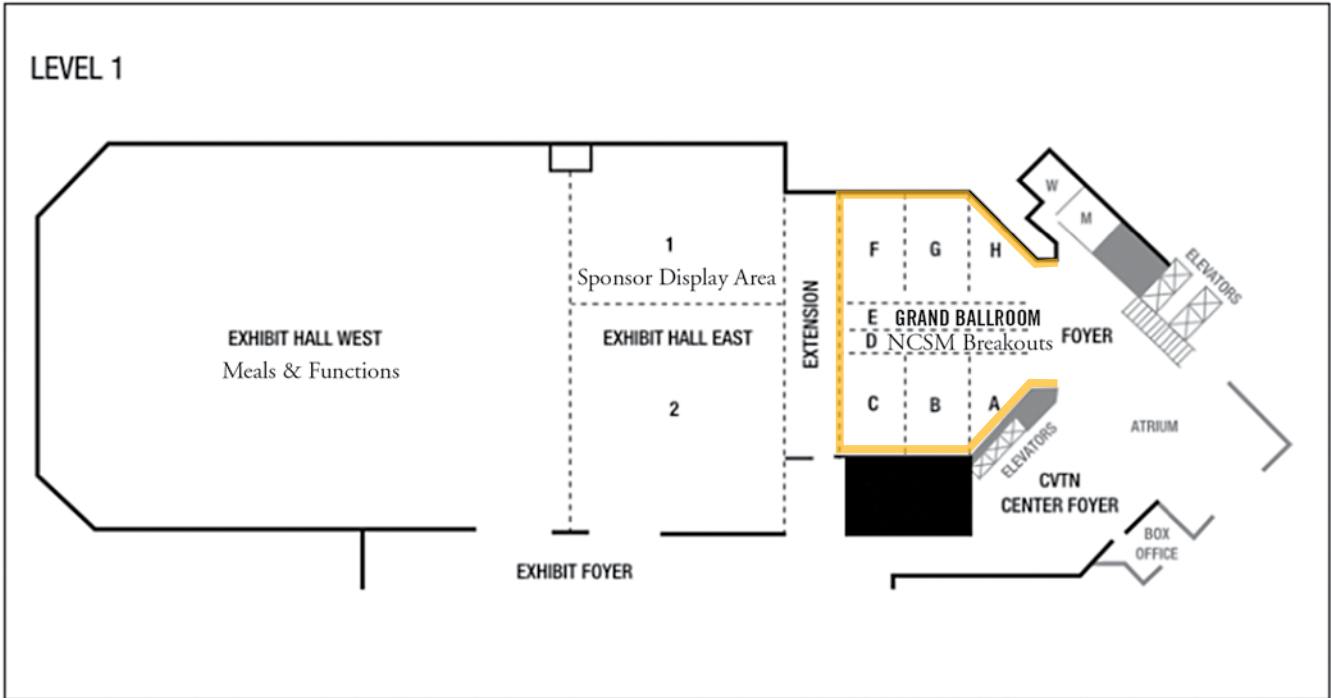 LEVEL 1
W
M
ELEVATORS
1
Sponsor Display Area
F
G
H
EXTENSION
EXHIBIT HALL WEST
Meals & Functions
EXHIBIT HALL EAST
E
GRAND BALLROOM
D
NCSM Breakouts
FOYER
2
C
B
A
ELEVATORS
ATRIUM
CVTN
CENTER FOYER
BOX
OFFICE
EXHIBIT FOYER